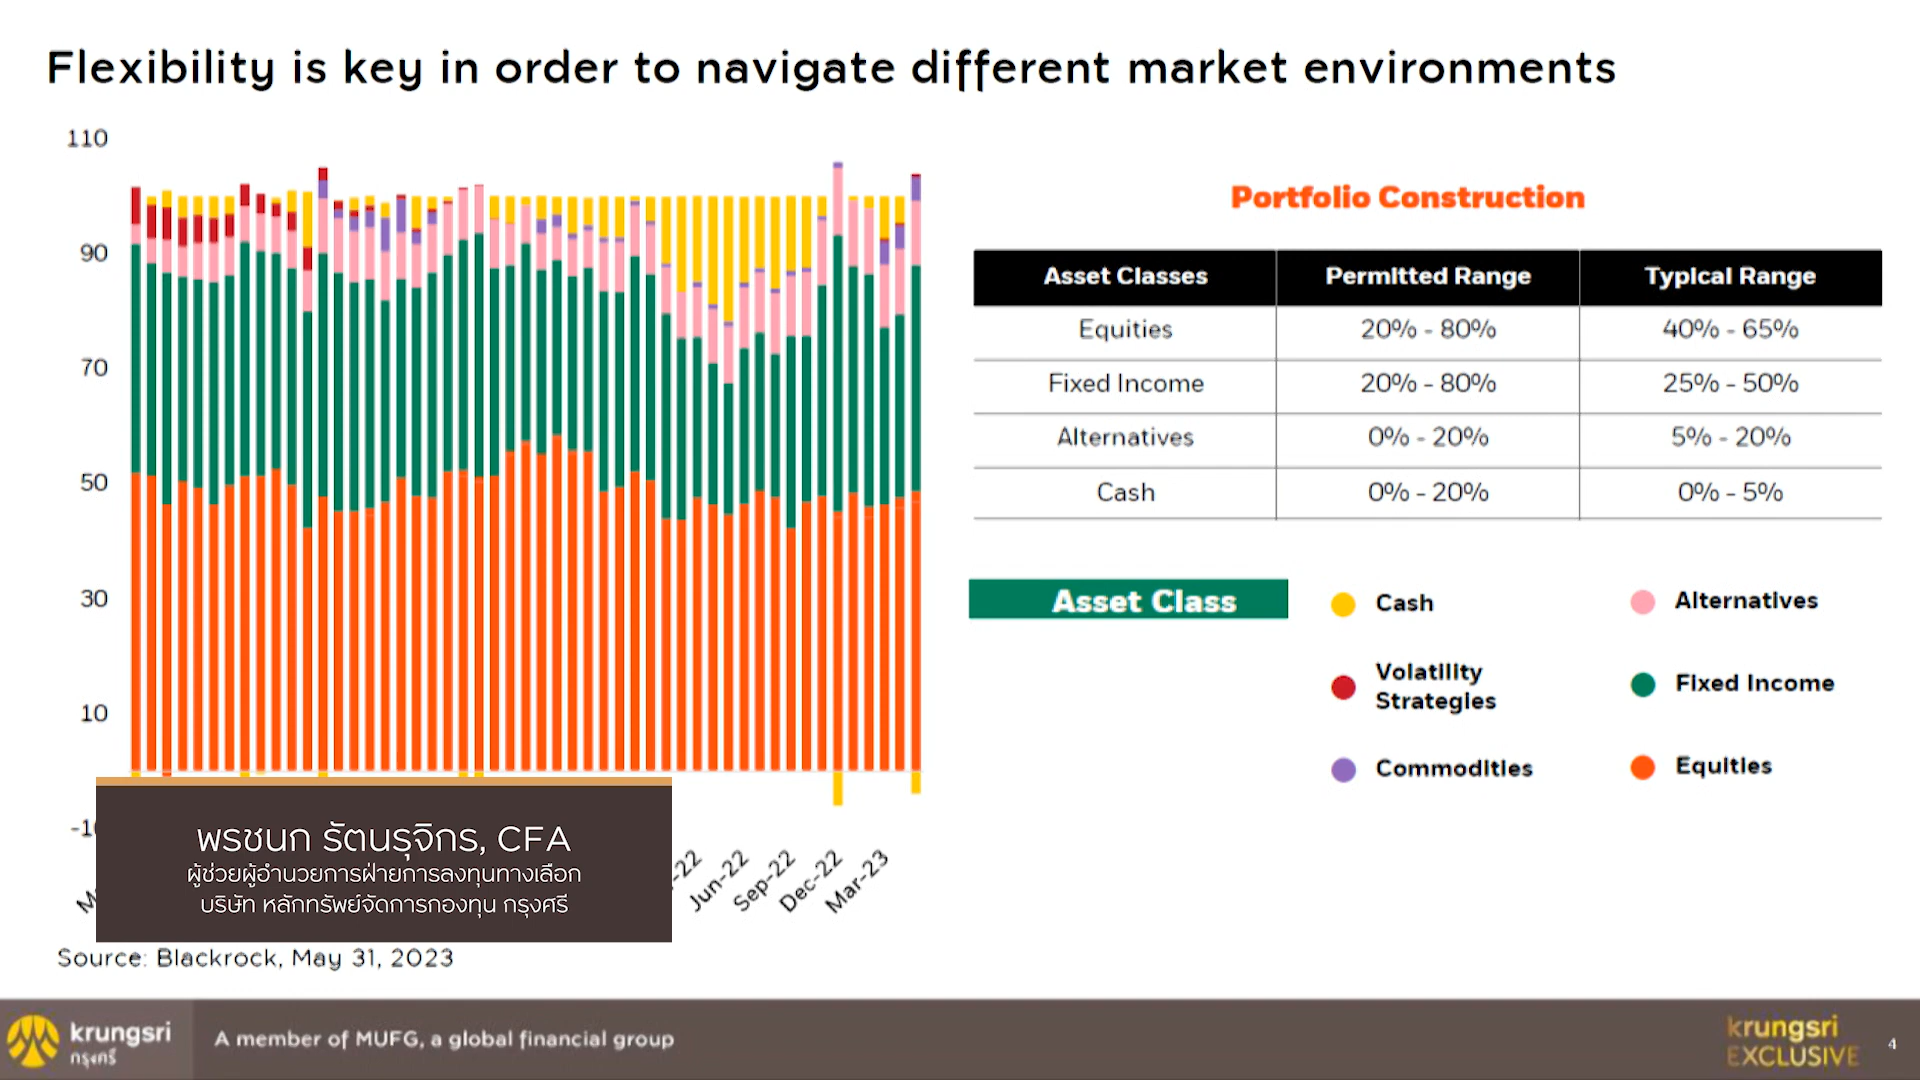 Flexibility is key in order to navigate different market environments
110
90
70
50
30
10
Jun-22
Sep-22
Dec-22
Mar-23
Source: Blackrock, May 31, 2023
พรชนก รัตนรุจิกร, CFA
ผู้ช่วยผู้อำนวยการฝ่ายการลงทุนทางเลือก
บริษัท หลักทรัพย์จัดการกองทุน กรุงศรี
Portfolio Construction
Asset Classes Permitted Range Typical Range
Equities 20% - 80% 40% - 65%
Fixed Income 20% - 80% 25% - 50%
Alternatives 0% - 20% 5% - 20%
Cash 0% - 20% 0% - 5%
Asset Class
Cash
Alternatives
Volatility
Strategies
Fixed Income
Commodities
Equities
krungsri
กรุงศรี
A member of MUFG, a global financial group
krungsri
EXCLUSIVE
4